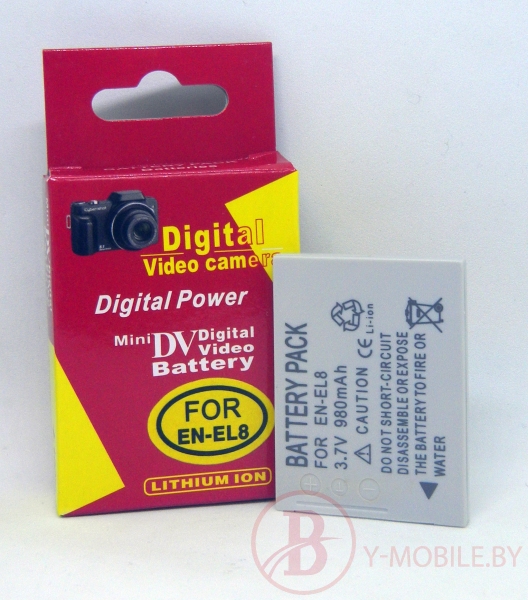 Batteries
Digital
Video camera
Digital Power
Mini DV Digital
Video
Battery
FOR
EN-EL8
LITHIUM ION
BATTERY PACK
FOR EN-EL8
3.7V 980mAh
CAUTION CE Li-ion
DO NOT SHORT-CIRCUIT
DISASSEMBLE OR EXPOSE
THE BATTERY TO FIRE OR
WATER
B Y-MOBILE.BY